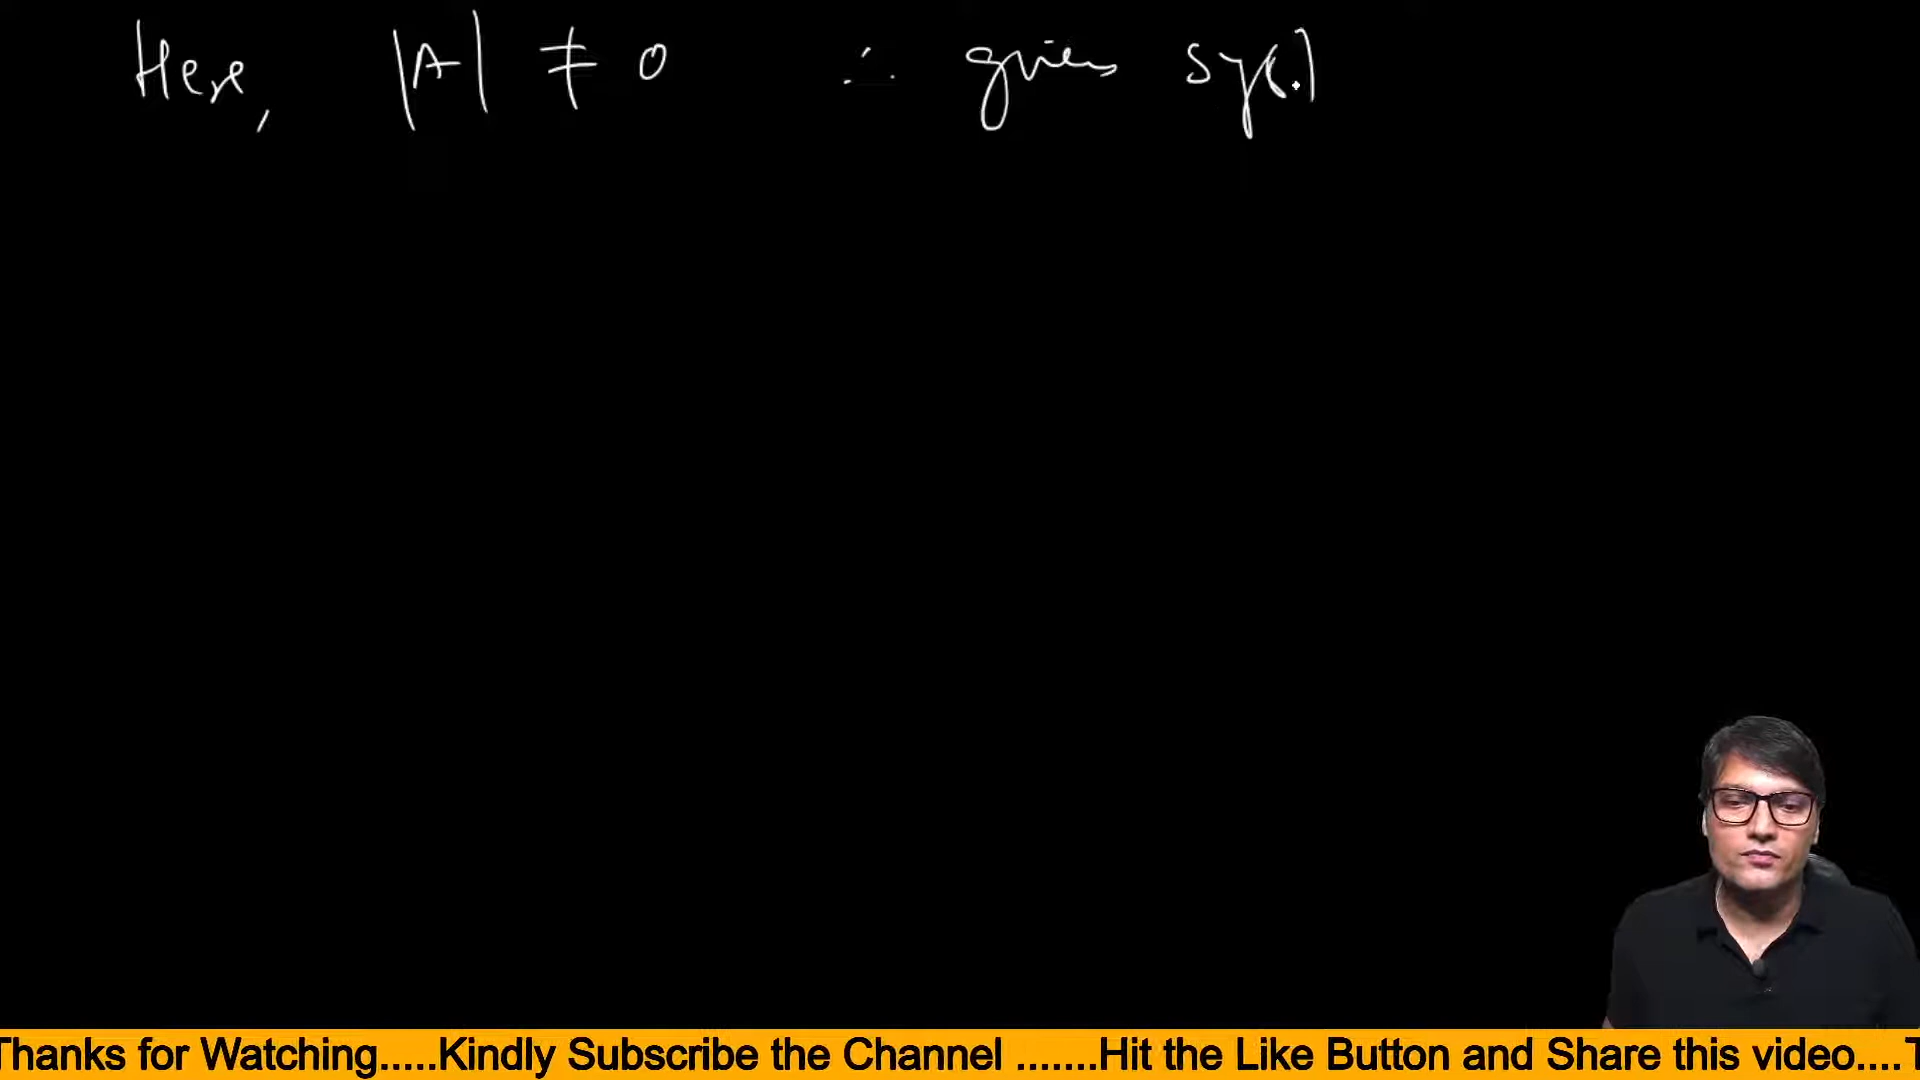 Here, |A| ≠ 0 ∴ given sys
Thanks for Watching.....Kindly Subscribe the Channel .......Hit the Like Button and Share this video....T